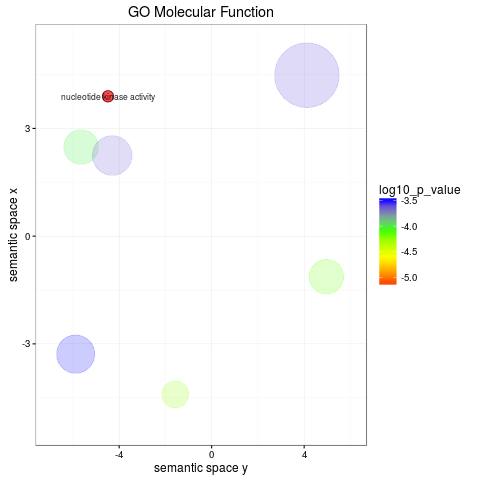 GO Molecular Function
nucleotide kinase activity
3
0
-3
semantic space x
-4
0
4
semantic space y
log10_p_value
-3.5
-4.0
-4.5
-5.0